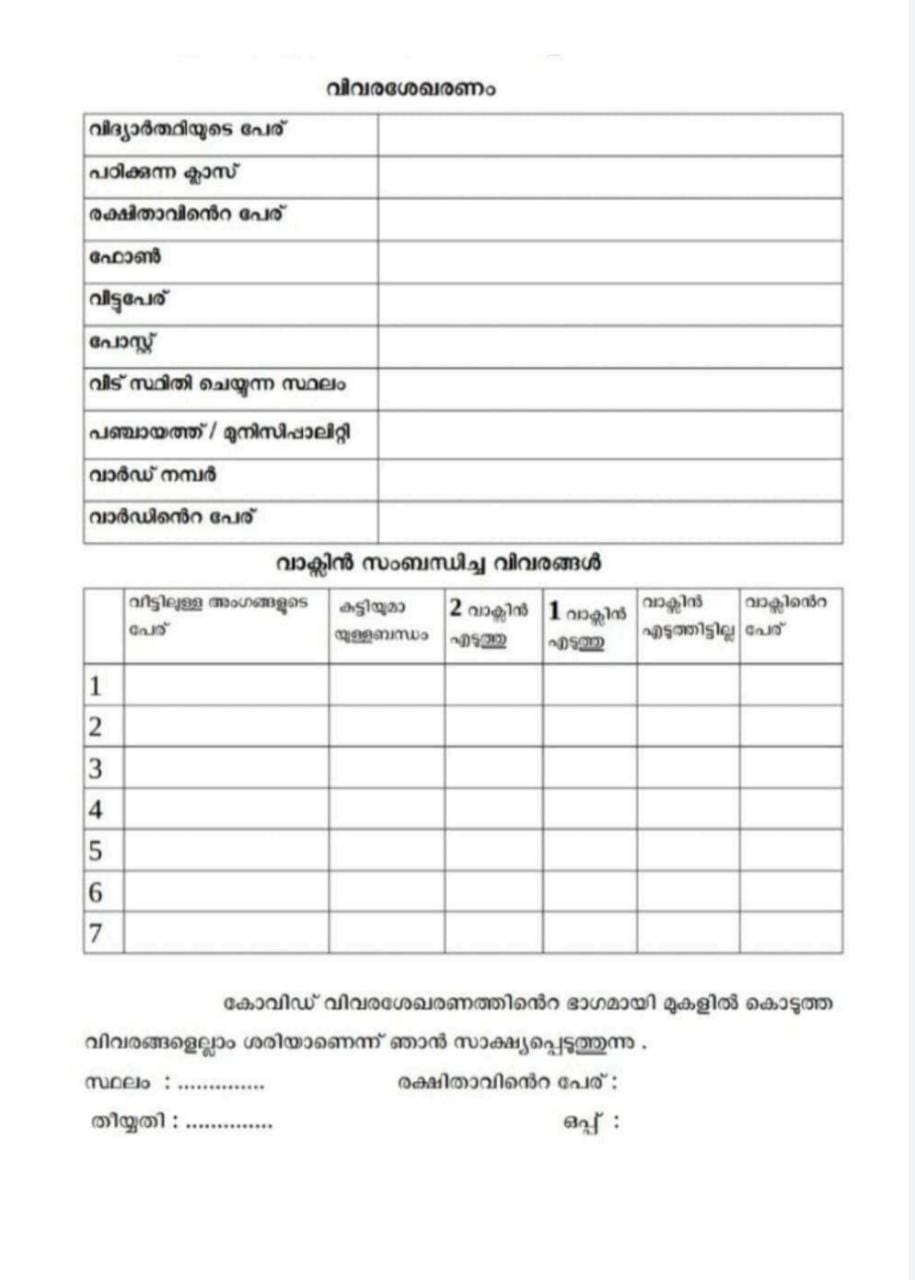 വിവരശേഖരണം
വിദ്യാർത്ഥിയുടെ പേര്
പഠിക്കുന്ന ക്ലാസ്
രക്ഷിതാവിൻെറ പേര്
ഫോൺ
വീട്ടുപേര്
പോസ്റ്റ്
വീട് സ്ഥിതി ചെയ്യുന്ന സ്ഥലം
പഞ്ചായത്ത് / മുനിസിപ്പാലിറ്റി
വാർഡ് നമ്പർ
വാർഡിൻെറ പേര്
വാക്സിൻ സംബന്ധിച്ച വിവരങ്ങൾ
വീട്ടിലുള്ള അംഗങ്ങളുടെ പേര്
കുട്ടിയുമാ യുള്ളബന്ധം
2 വാക്സിൻ എടുത്തു
1 വാക്സിൻ എടുത്തു
വാക്സിൻ എടുത്തിട്ടില്ല
വാക്സിൻെറ പേര്
1
2
3
4
5
6
7
കോവിഡ് വിവരശേഖരണത്തിൻെറ ഭാഗമായി മുകളിൽ കൊടുത്ത
വിവരങ്ങളെല്ലാം ശരിയാണെന്ന് ഞാൻ സാക്ഷ്യപ്പെടുത്തുന്നു .
സ്ഥലം : .............. രക്ഷിതാവിൻെറ പേര് :
തീയ്യതി : .............. ഒപ്പ് :